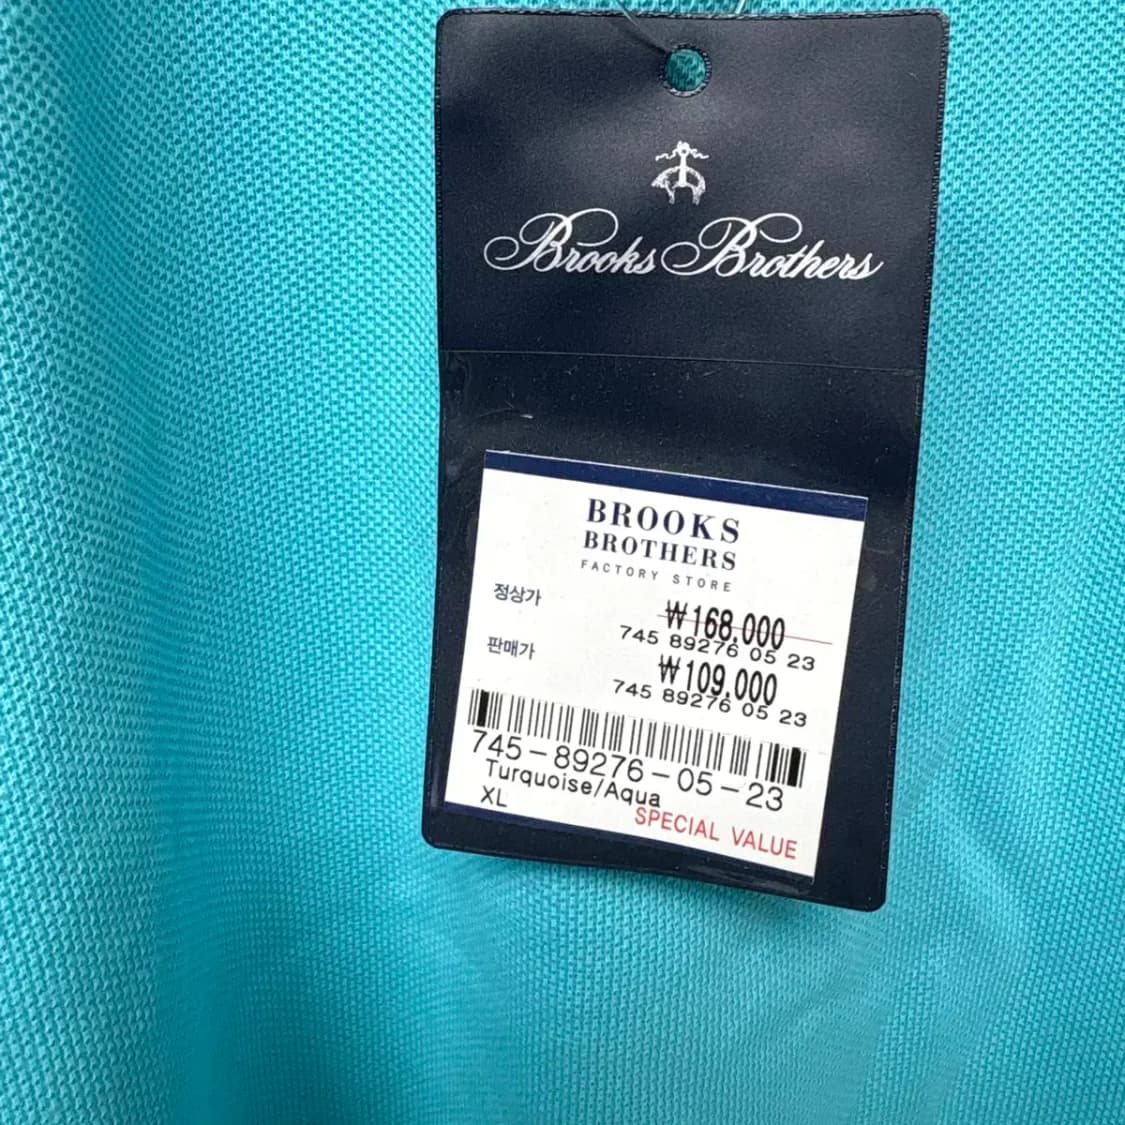 Brooks Brothers
BROOKS
BROTHERS
FACTORY STORE
정상가
₩168,000
745 89276 05 23
판매가
₩109,000
745 89276 05 23
745-89276-05-23
Turquoise/Aqua
XL
SPECIAL VALUE